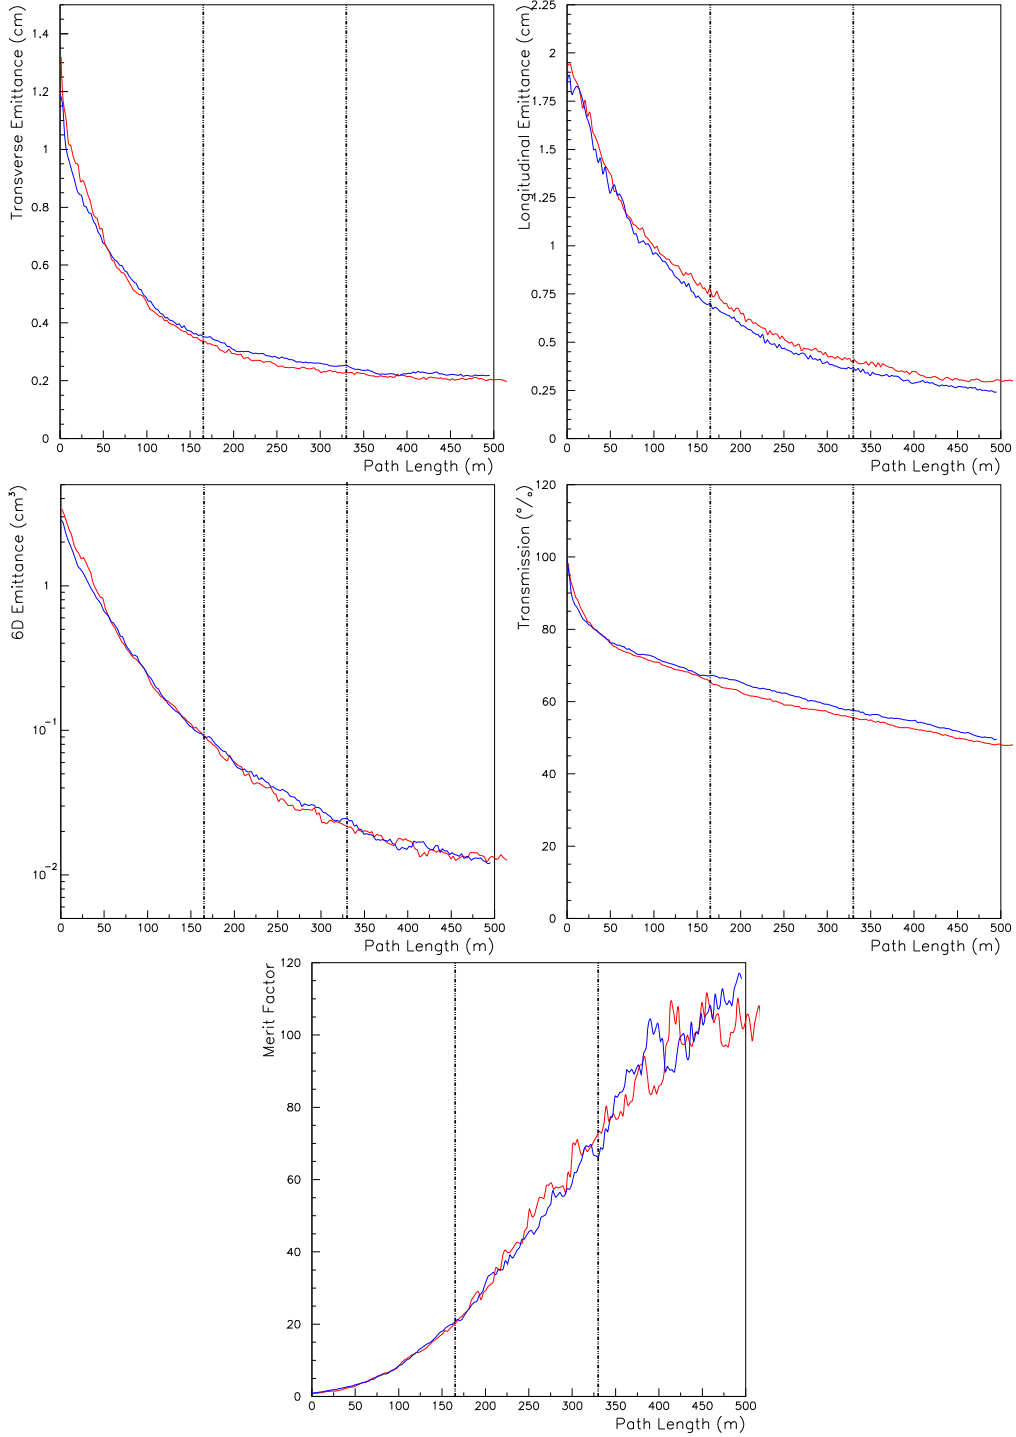 Transverse Emittance (cm)
1.4
1.2
1
0.8
0.6
0.4
0.2
0
0 50 100 150 200 250 300 350 400 450 500
Path Length (m)
Longitudinal Emittance (cm)
2.25
2
1.75
1.5
1.25
1
0.75
0.5
0.25
0
0 50 100 150 200 250 300 350 400 450 500
Path Length (m)
6D Emittance (cm³)
1
10⁻¹
10⁻²
0 50 100 150 200 250 300 350 400 450 500
Path Length (m)
Transmission (°/₀)
120
100
80
60
40
20
0
0 50 100 150 200 250 300 350 400 450 500
Path Length (m)
Merit Factor
120
100
80
60
40
20
0
0 50 100 150 200 250 300 350 400 450 500
Path Length (m)